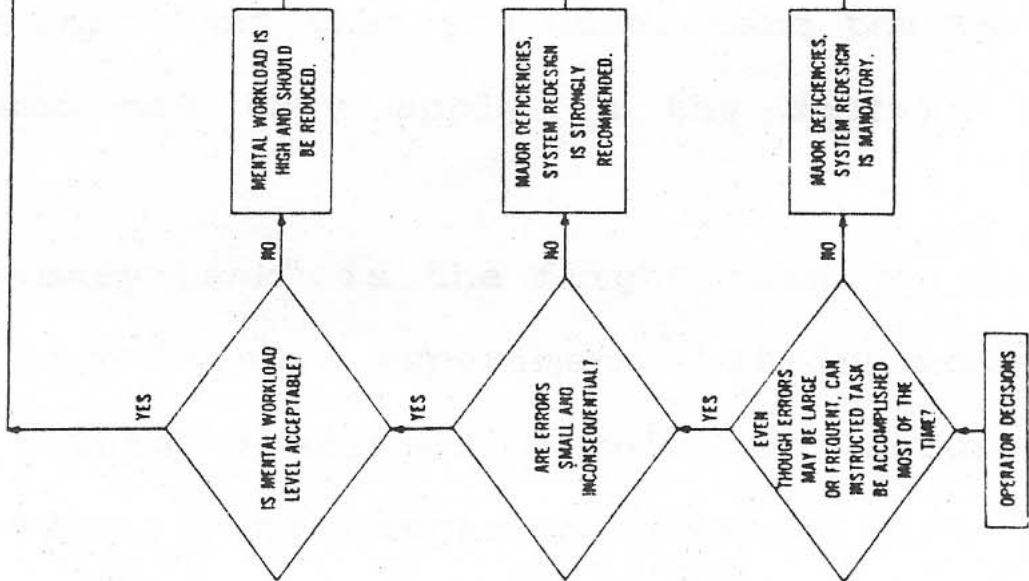 MENTAL WORKLOAD IS
HIGH AND SHOULD
BE REDUCED.
NO
YES
IS MENTAL WORKLOAD
LEVEL ACCEPTABLE?
MAJOR DEFICIENCIES,
SYSTEM REDESIGN
IS STRONGLY
RECOMMENDED.
NO
YES
ARE ERRORS
SMALL AND
INCONSEQUENTIAL?
MAJOR DEFICIENCIES,
SYSTEM REDESIGN
IS MANDATORY.
NO
YES
EVEN
THOUGH ERRORS
MAY BE LARGE
OR FREQUENT, CAN
INSTRUCTED TASK
BE ACCOMPLISHED
MOST OF THE
TIME?
OPERATOR DECISIONS